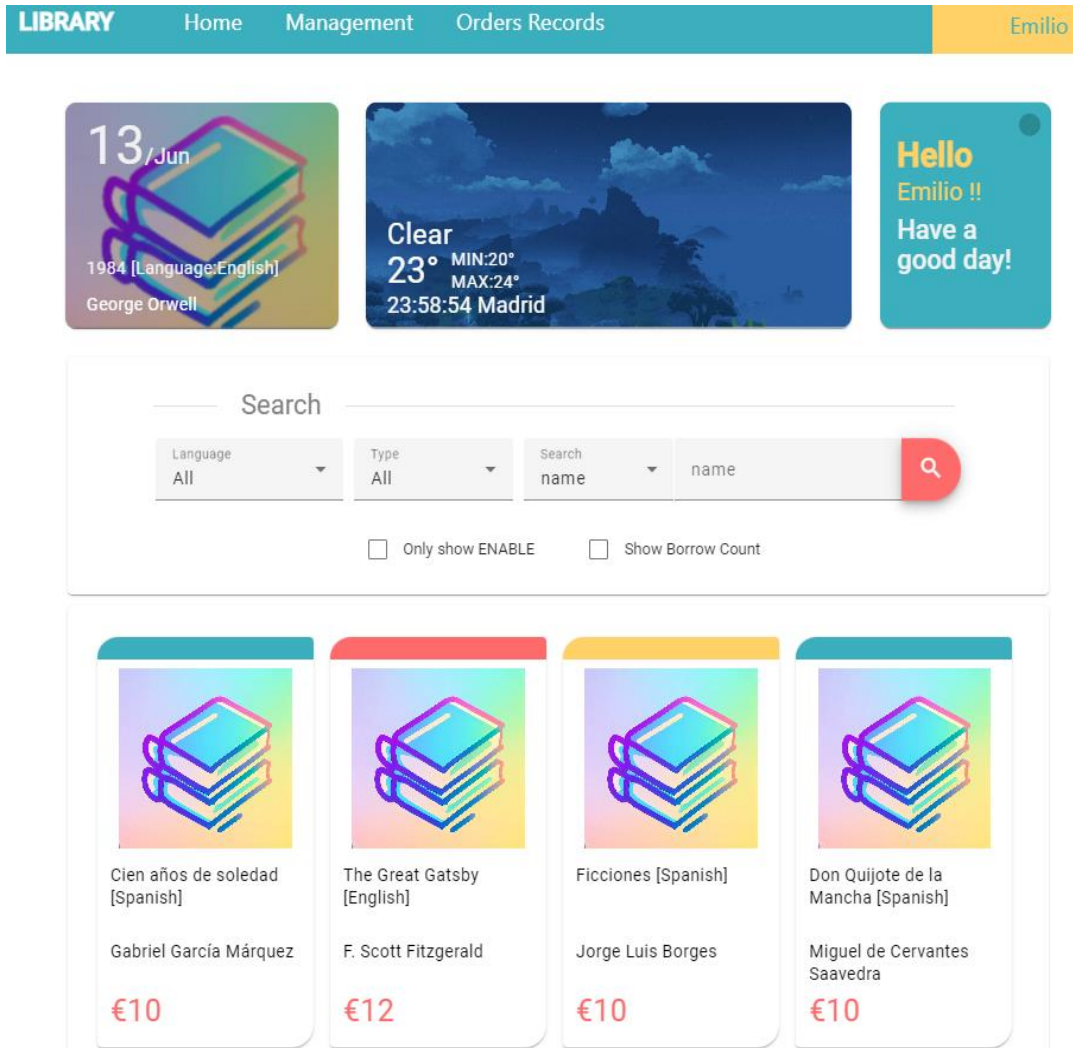 LIBRARY Home Management Orders Records Emilio
13/Jun
1984 [Language:English]
George Orwell
Clear
23° MIN:20°
MAX:24°
23:58:54 Madrid
Hello
Emilio !!
Have a
good day!
Search
Language
All
Type
All
Search
name
name
Only show ENABLE
Show Borrow Count
Cien años de soledad
[Spanish]
Gabriel García Márquez
€10
The Great Gatsby
[English]
F. Scott Fitzgerald
€12
Ficciones [Spanish]
Jorge Luis Borges
€10
Don Quijote de la
Mancha [Spanish]
Miguel de Cervantes
Saavedra
€10